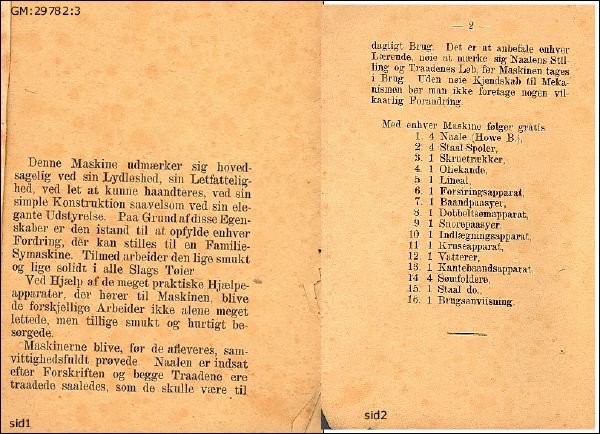 GM:29782:3
Denne Maskine udmærker sig hoved-
sagelig ved sin Lydløshed, sin Letfattelig-
hed, ved let at kunne haandteres, ved sin
simple Konstruktion saavelsom ved sin ele-
gante Udstyrelse. Paa Grund af disse Egen-
skaber er den istand til at opfylde enhver
Fordring, der kan stilles til en Familie-
Symaskine. Tilmed arbeider den lige smukt
og lige solidt i alle Slags Tøier.
Ved Hjælp af de meget praktiske Hjælpe-
apparater, der hører til Maskinen, blive
de forskjellige Arbeider ikke alene meget
lettede, men tillige smukt og hurtigt be-
sørgede.
Maskinerne blive, før de afleveres, sam-
vittighedsfuldt prøvede. Naalen er indsat
efter Forskriften og begge Traadene ere
traadede saaledes, som de skulle være til
sid1
— 2 —
dagligt Brug. Det er at anbefale enhver
Lærende, nøie at mærke sig Naalens Stil-
ling og Traadenes Løb, før Maskinen tages
i Brug. Uden nøie Kjendskab til Meka-
nismen bør man ikke foretage nogen vil-
kaarlig Forandring.
Med enhver Maskine følger gratis
1. 4 Naale (Howe B.),
2. 4 Staal-Spoler,
3. 1 Skruetrækker,
4. 1 Oliekande,
5. 1 Lineal,
6. 1 Forsiringsapparat,
7. 1 Baandpaasyer,
8. 1 Dobbeltsømapparat,
9. 1 Snorepaasyer,
10. 1 Indlægningsapparat,
11. 1 Kruseapparat,
12. 1 Vatterer,
13. 1 Kantebaandsapparat,
14. 4 Sømfoldere,
15. 1 Staal do.,
16. 1 Brugsanviisning.
sid2